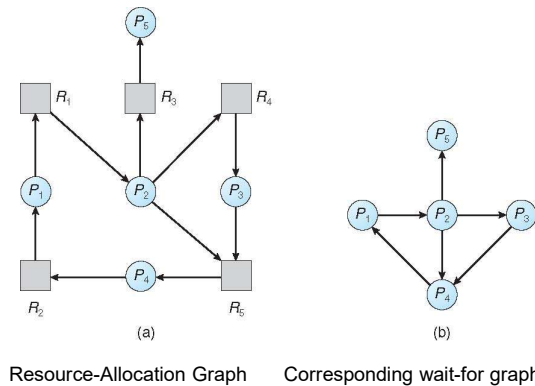 P5
R1 R3 R4
P1 P2 P3
P4
R2 R5
(a)
P5
P1 P2 P3
P4
(b)
Resource-Allocation Graph
Corresponding wait-for graph